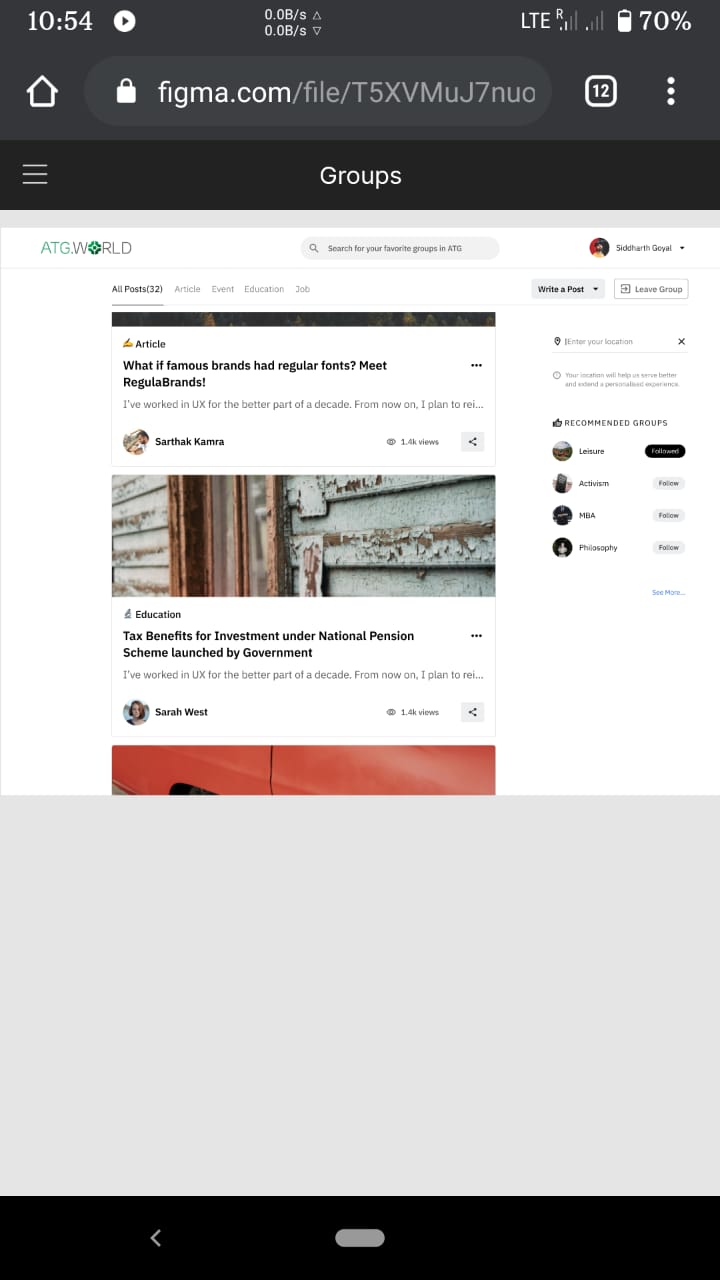 10:54
0.0B/s △
0.0B/s ▽
LTE R 70%
figma.com/file/T5XVMuJ7nuo
12
Groups
ATG.WORLD
Search for your favorite groups in ATG
Siddharth Goyal
All Posts(32) Article Event Education Job
Write a Post
Leave Group
Article
What if famous brands had regular fonts? Meet
RegulaBrands!
I've worked in UX for the better part of a decade. From now on, I plan to rei...
Sarthak Kamra
1.4k views
Education
Tax Benefits for Investment under National Pension
Scheme launched by Government
I've worked in UX for the better part of a decade. From now on, I plan to rei...
Sarah West
1.4k views
Enter your location
Your location will help us serve better
and extend a personalised experience.
RECOMMENDED GROUPS
Leisure Followed
Activism Follow
MBA Follow
Philosophy Follow
See More...